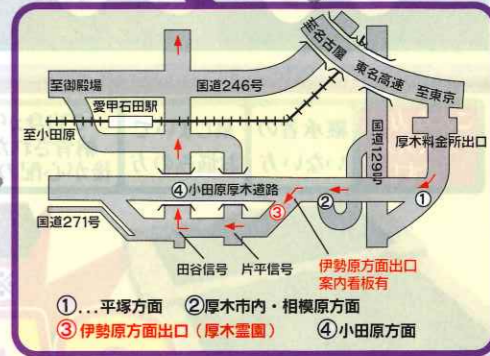 至名古屋
東名高速
至東京
至御殿場
国道246号
愛甲石田駅
至小田原
国道129号
厚木料金所出口
④小田原厚木道路
②
①
③
国道271号
田谷信号
片平信号
伊勢原方面出口
案内看板有
①...平塚方面
②厚木市内・相模原方面
③伊勢原方面出口(厚木霊園)
④小田原方面